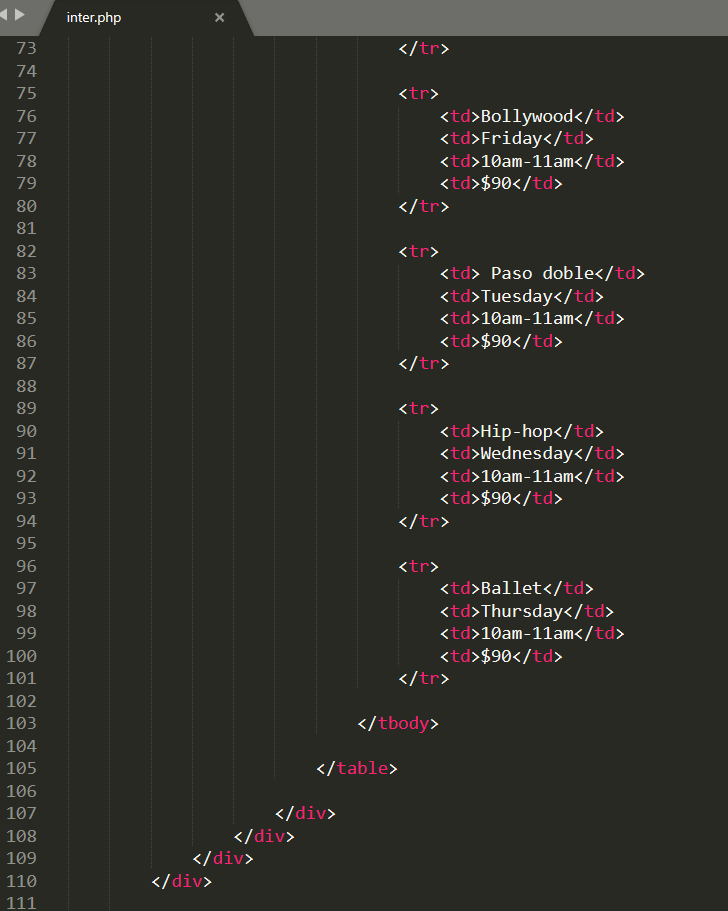 inter.php
73 </tr>
74
75 <tr>
76 <td>Bollywood</td>
77 <td>Friday</td>
78 <td>10am-11am</td>
79 <td>$90</td>
80 </tr>
81
82 <tr>
83 <td> Paso doble</td>
84 <td>Tuesday</td>
85 <td>10am-11am</td>
86 <td>$90</td>
87 </tr>
88
89 <tr>
90 <td>Hip-hop</td>
91 <td>Wednesday</td>
92 <td>10am-11am</td>
93 <td>$90</td>
94 </tr>
95
96 <tr>
97 <td>Ballet</td>
98 <td>Thursday</td>
99 <td>10am-11am</td>
100 <td>$90</td>
101 </tr>
102
103 </tbody>
104
105 </table>
106
107 </div>
108 </div>
109 </div>
110 </div>
111